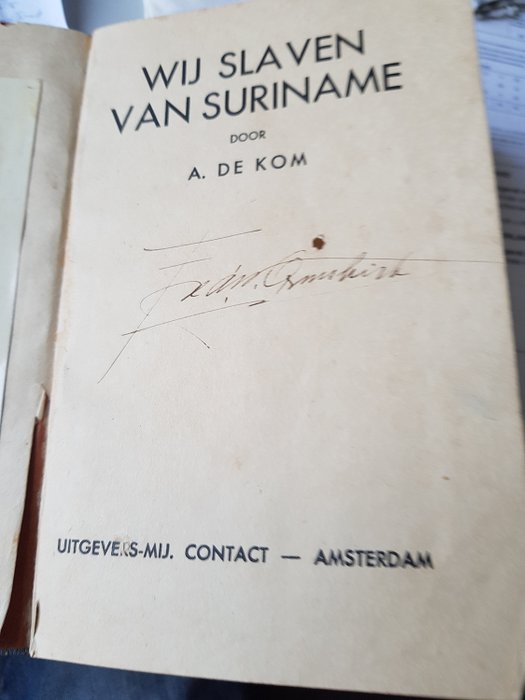 WIJ SLAVEN
VAN SURINAME
DOOR
A. DE KOM
UITGEVERS-MIJ. CONTACT — AMSTERDAM